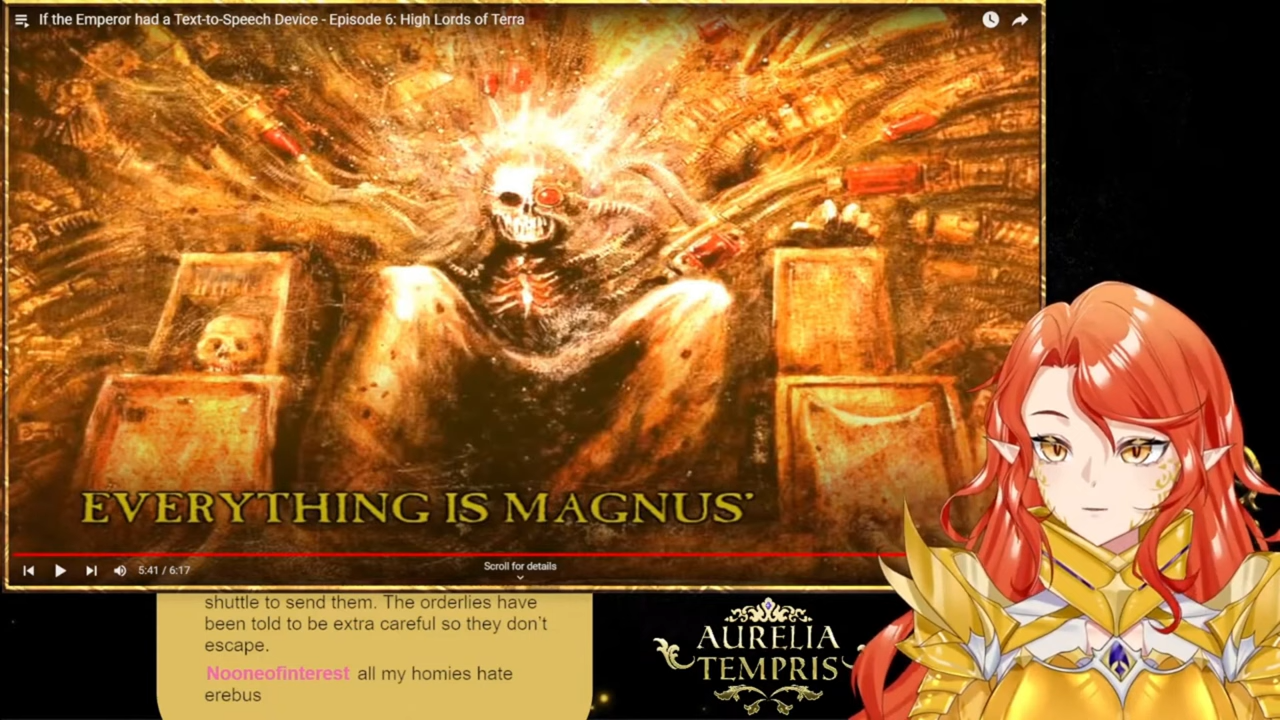 If the Emperor had a Text-to-Speech Device - Episode 6: High Lords of Terra
EVERYTHING IS MAGNUS'
5:41 / 6:17
Scroll for details
shuttle to send them. The orderlies have
been told to be extra careful so they don't
escape.
Nooneofinterest all my homies hate
erebus
AURELIA
TEMPRIS